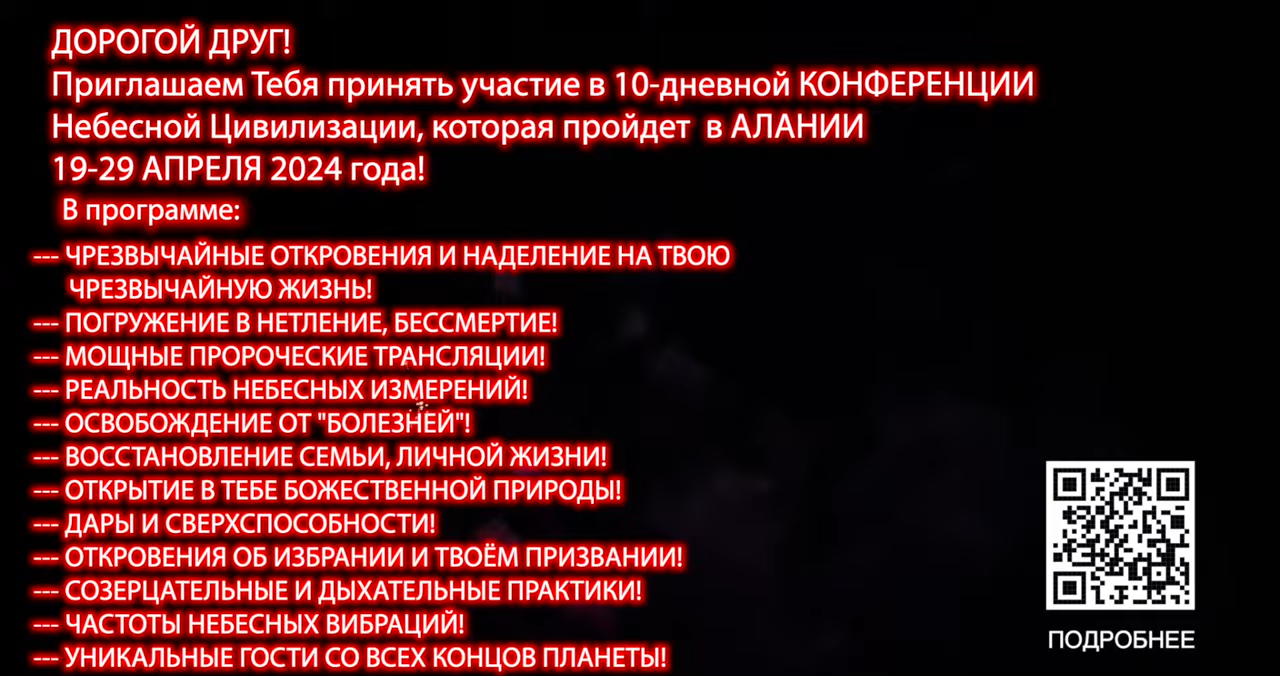 ДОРОГОЙ ДРУГ!
Приглашаем Тебя принять участие в 10-дневной КОНФЕРЕНЦИИ
Небесной Цивилизации, которая пройдет в АЛАНИИ
19-29 АПРЕЛЯ 2024 года!
В программе:
--- ЧРЕЗВЫЧАЙНЫЕ ОТКРОВЕНИЯ И НАДЕЛЕНИЕ НА ТВОЮ
ЧРЕЗВЫЧАЙНУЮ ЖИЗНЬ!
--- ПОГРУЖЕНИЕ В НЕТЛЕНИЕ, БЕССМЕРТИЕ!
--- МОЩНЫЕ ПРОРОЧЕСКИЕ ТРАНСЛЯЦИИ!
--- РЕАЛЬНОСТЬ НЕБЕСНЫХ ИЗМЕРЕНИЙ!
--- ОСВОБОЖДЕНИЕ ОТ "БОЛЕЗНЕЙ"!
--- ВОССТАНОВЛЕНИЕ СЕМЬИ, ЛИЧНОЙ ЖИЗНИ!
--- ОТКРЫТИЕ В ТЕБЕ БОЖЕСТВЕННОЙ ПРИРОДЫ!
--- ДАРЫ И СВЕРХСПОСОБНОСТИ!
--- ОТКРОВЕНИЯ ОБ ИЗБРАНИИ И ТВОЁМ ПРИЗВАНИИ!
--- СОЗЕРЦАТЕЛЬНЫЕ И ДЫХАТЕЛЬНЫЕ ПРАКТИКИ!
--- ЧАСТОТЫ НЕБЕСНЫХ ВИБРАЦИЙ!
--- УНИКАЛЬНЫЕ ГОСТИ СО ВСЕХ КОНЦОВ ПЛАНЕТЫ!
ПОДРОБНЕЕ